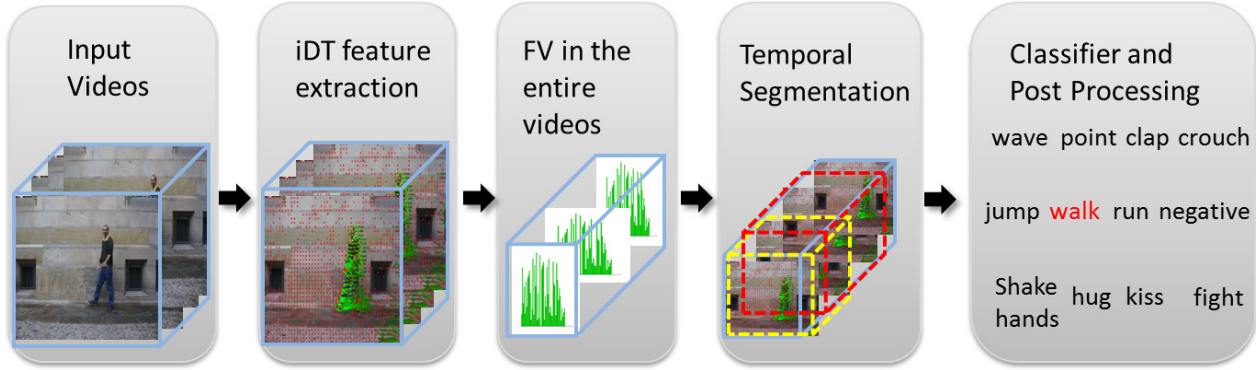 Input
Videos
iDT feature
extraction
FV in the
entire
videos
Temporal
Segmentation
Classifier and
Post Processing
wave point clap crouch
jump walk run negative
Shake
hands hug kiss fight